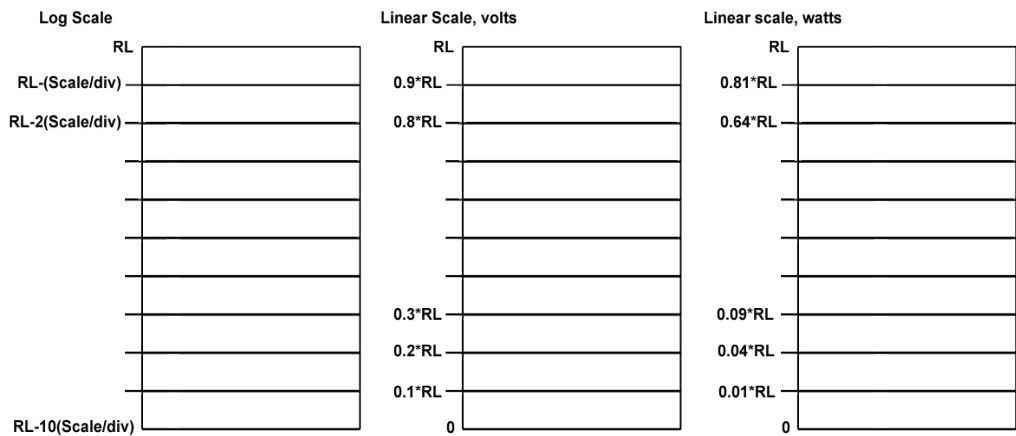 Log Scale
RL
RL-(Scale/div)
RL-2(Scale/div)
RL-10(Scale/div)
Linear Scale, volts
RL
0.9*RL
0.8*RL
0.3*RL
0.2*RL
0.1*RL
0
Linear scale, watts
RL
0.81*RL
0.64*RL
0.09*RL
0.04*RL
0.01*RL
0